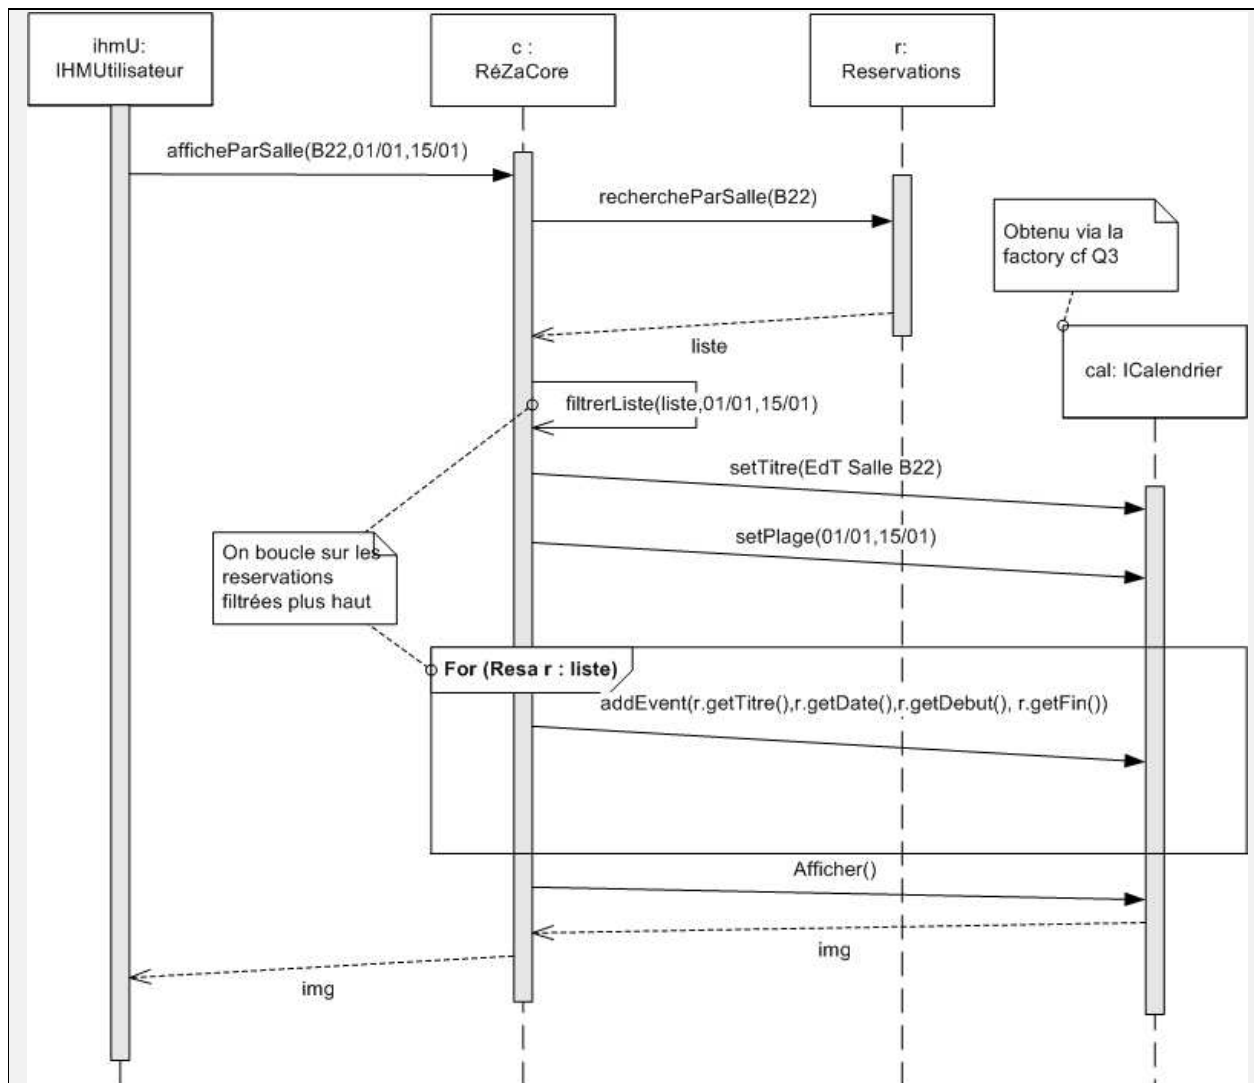 ihmU:
IHMUtilisateur
c :
RéZaCore
r:
Reservations
afficheParSalle(B22,01/01,15/01)
rechercheParSalle(B22)
Obtenu via la
factory cf Q3
liste
cal: ICalendrier
filtrerListe(liste,01/01,15/01)
setTitre(EdT Salle B22)
setPlage(01/01,15/01)
On boucle sur les
reservations
filtrées plus haut
For (Resa r : liste)
addEvent(r.getTitre(),r.getDate(),r.getDebut(), r.getFin())
Afficher()
img
img